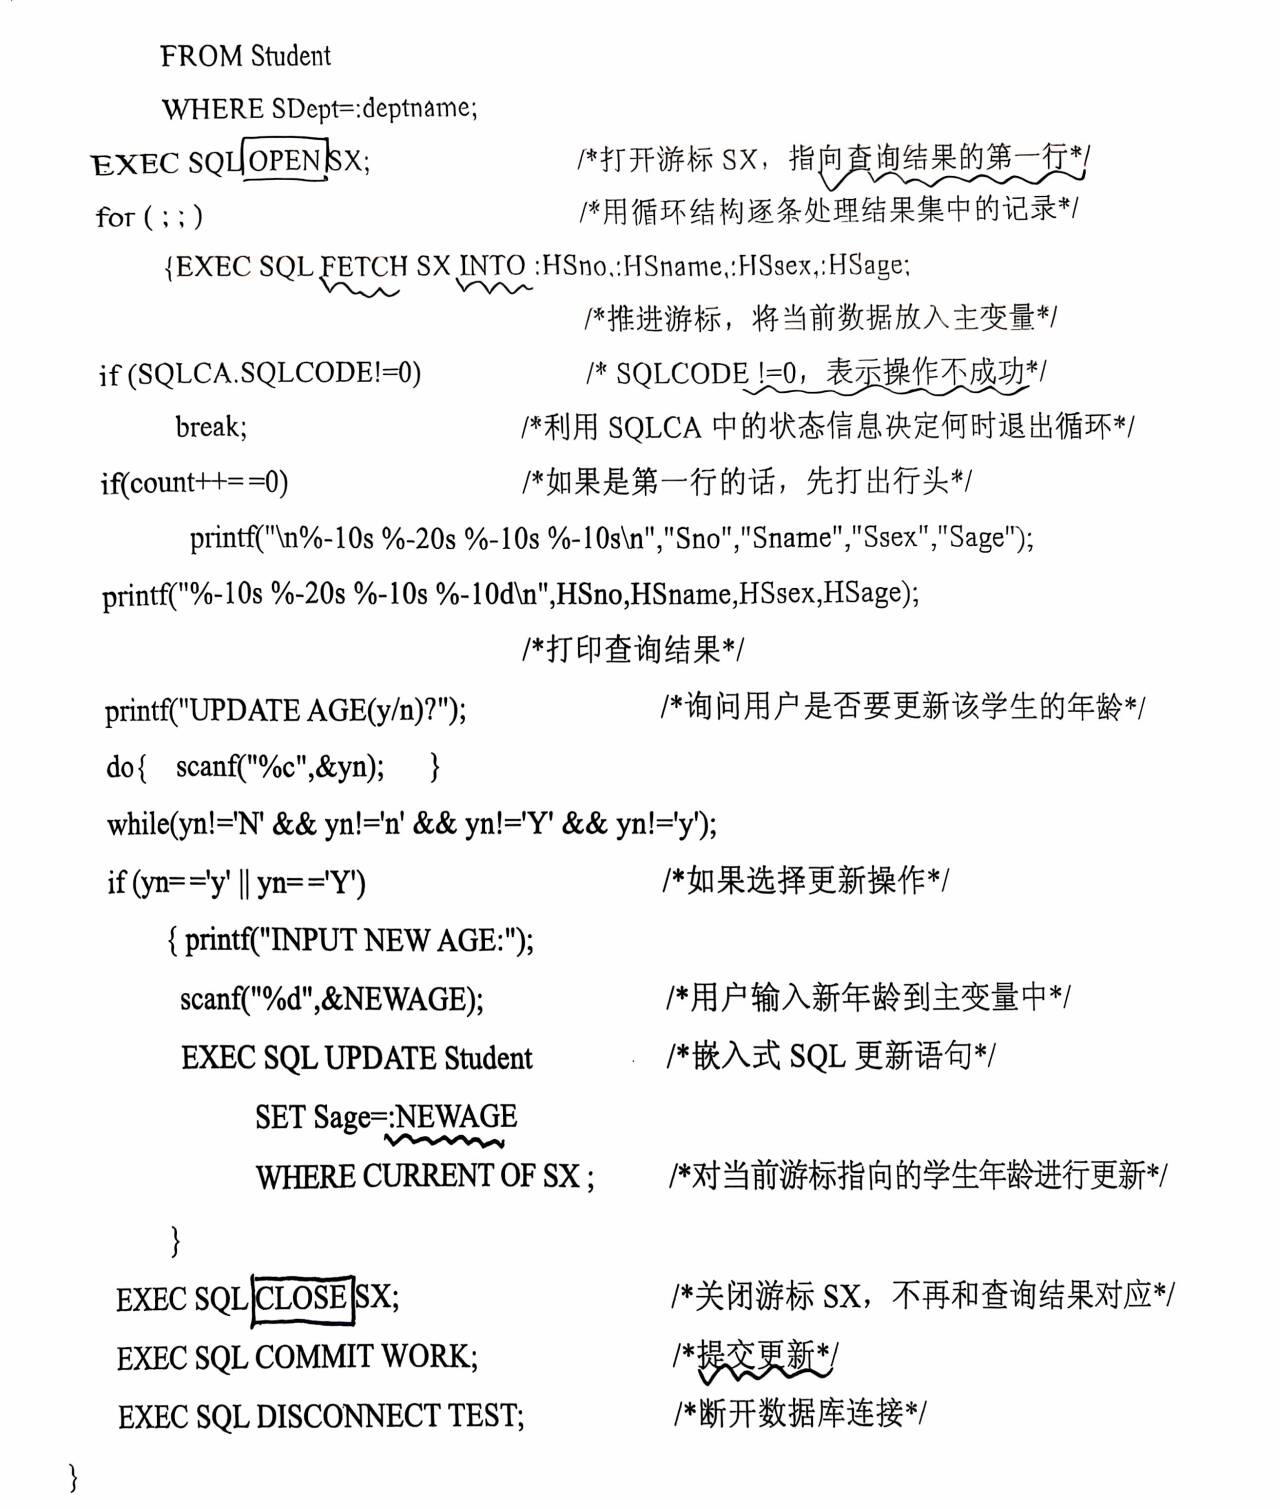 FROM Student
WHERE SDept=:deptname;
EXEC SQL OPEN SX; /*打开游标 SX，指向查询结果的第一行*/
for ( ; ; ) /*用循环结构逐条处理结果集中的记录*/
{EXEC SQL FETCH SX INTO :HSno,:HSname,:HSsex,:HSage;
/*推进游标，将当前数据放入主变量*/
if (SQLCA.SQLCODE!=0) /* SQLCODE !=0，表示操作不成功*/
break; /*利用 SQLCA 中的状态信息决定何时退出循环*/
if(count++= =0) /*如果是第一行的话，先打出行头*/
printf("\n%-10s %-20s %-10s %-10s\n","Sno","Sname","Ssex","Sage");
printf("%-10s %-20s %-10s %-10d\n",HSno,HSname,HSsex,HSage);
/*打印查询结果*/
printf("UPDATE AGE(y/n)?"); /*询问用户是否要更新该学生的年龄*/
do{ scanf("%c",&yn); }
while(yn!='N' && yn!='n' && yn!='Y' && yn!='y');
if (yn= ='y' || yn= ='Y') /*如果选择更新操作*/
{ printf("INPUT NEW AGE:");
scanf("%d",&NEWAGE); /*用户输入新年龄到主变量中*/
EXEC SQL UPDATE Student /*嵌入式 SQL 更新语句*/
SET Sage=:NEWAGE
WHERE CURRENT OF SX ; /*对当前游标指向的学生年龄进行更新*/
}
EXEC SQL CLOSE SX; /*关闭游标 SX，不再和查询结果对应*/
EXEC SQL COMMIT WORK; /*提交更新*/
EXEC SQL DISCONNECT TEST; /*断开数据库连接*/
}